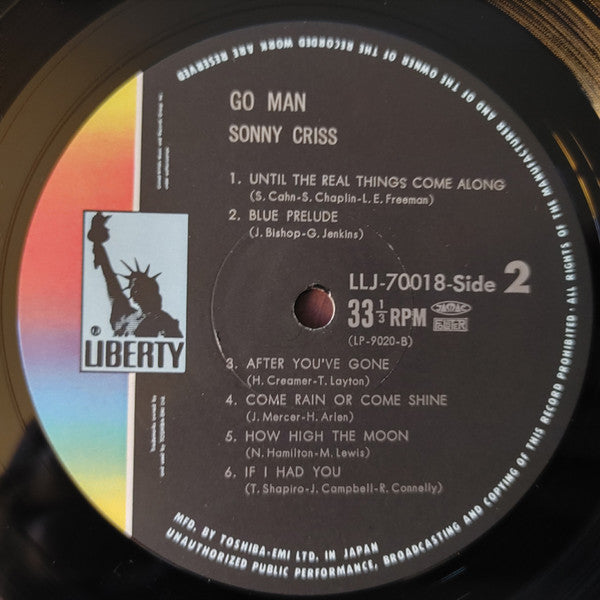 GO MAN
SONNY CRISS
1. UNTIL THE REAL THINGS COME ALONG
(S. Cahn-S. Chaplin-L. E. Freeman)
2. BLUE PRELUDE
(J. Bishop-G. Jenkins)
LLJ-70018-Side 2
33 1/3 RPM
(LP-9020-B)
3. AFTER YOU'VE GONE
(H. Creamer-T. Layton)
4. COME RAIN OR COME SHINE
(J. Mercer-H. Arlen)
5. HOW HIGH THE MOON
(N. Hamilton-M. Lewis)
6. IF I HAD YOU
(T. Shapiro-J. Campbell-R. Connelly)
LIBERTY
MFD. BY TOSHIBA-EMI LTD. IN JAPAN
UNAUTHORIZED PUBLIC PERFORMANCE, BROADCASTING AND COPYING OF THIS RECORD PROHIBITED · ALL RIGHTS OF THE MANUFACTURER AND OF THE OWNER OF THE RECORDED WORK ARE RESERVED